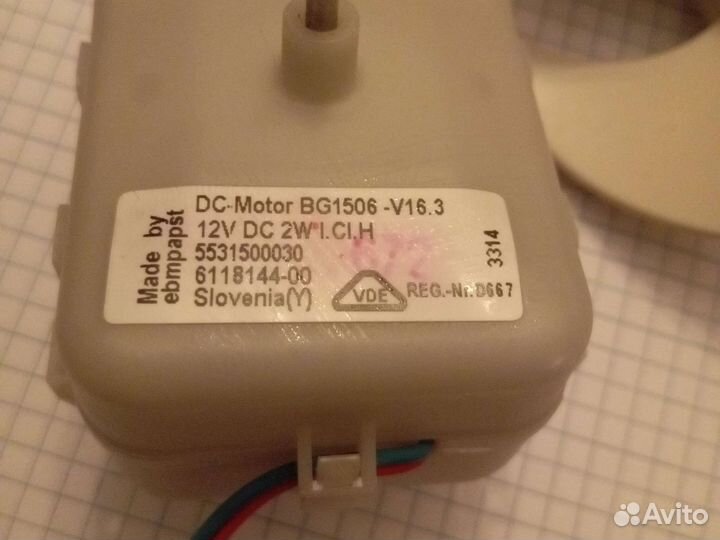 Made by
ebmpapst
DC-Motor BG1506 -V16.3
12V DC 2W I.Cl.H
5531500030
6118144-00
Slovenia(Y)
VDE
REG.-Nr.D667
3314
Avito